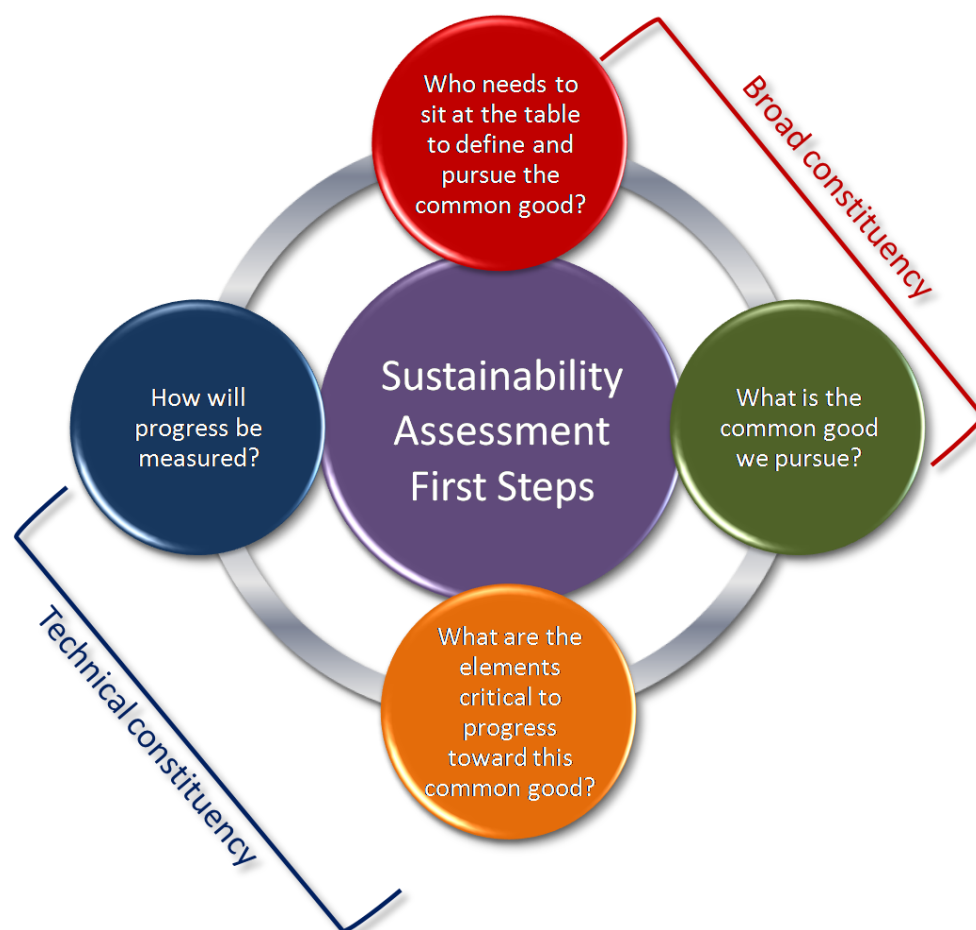 Who needs to
sit at the table
to define and
pursue the
common good?
Broad constituency
What is the
common good
we pursue?
Sustainability
Assessment
First Steps
How will
progress be
measured?
What are the
elements
critical to
progress
toward this
common good?
Technical constituency